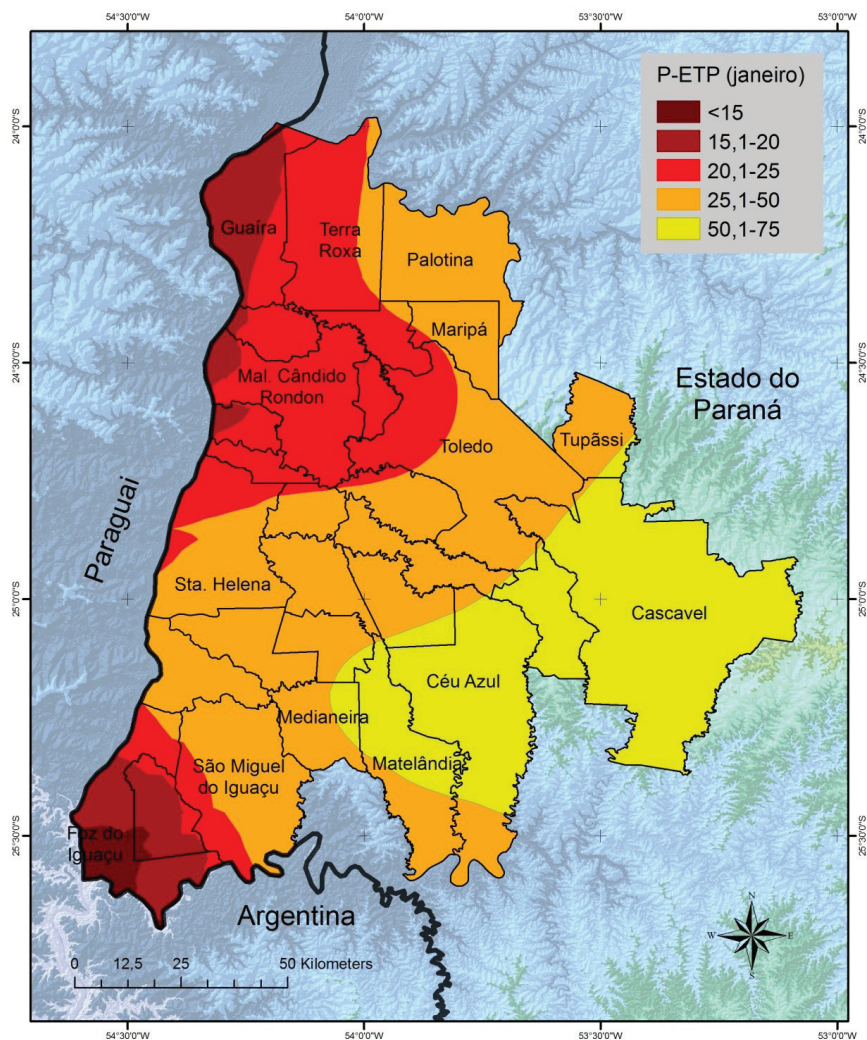 54°30'0"S
54°0'0"S
53°30'0"S
53°0'0"S
P-ETP (janeiro)
<15
15,1-20
20,1-25
25,1-50
50,1-75
24°0'0"S
24°0'0"S
Guaíra
Terra
Roxa
Palotina
Maripá
24°30'0"S
24°30'0"S
Mal. Cândido
Rondon
Estado do
Paraná
Toledo
Tupãssi
Paraguai
Sta. Helena
25°0'0"S
25°0'0"S
Cascavel
Céu Azul
Medianeira
Matelândia
São Miguel
do Iguaçu
25°30'0"S
25°30'0"S
Foz do
Iguaçu
Argentina
N
W
E
S
0 12,5 25 50 Kilometers
54°30'0"S
54°0'0"S
53°30'0"S
53°0'0"S